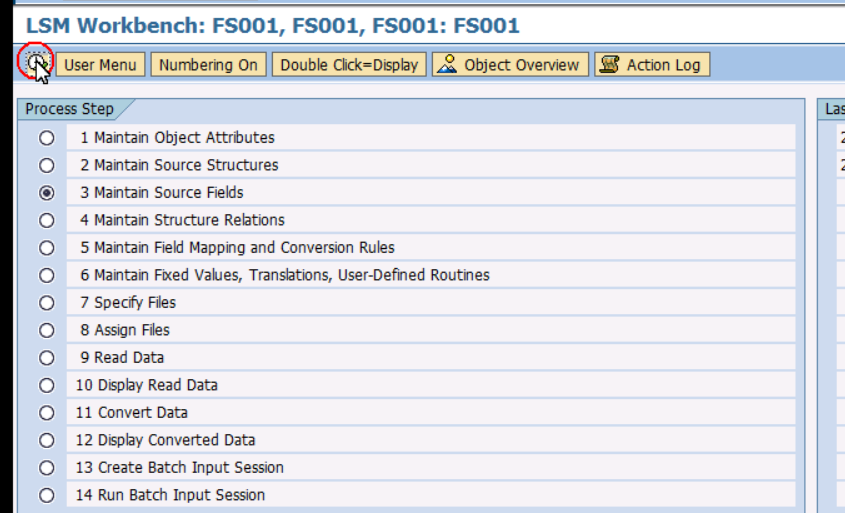 LSM Workbench: FS001, FS001, FS001: FS001
User Menu Numbering On Double Click=Display Object Overview Action Log
Process Step
1 Maintain Object Attributes
2 Maintain Source Structures
3 Maintain Source Fields
4 Maintain Structure Relations
5 Maintain Field Mapping and Conversion Rules
6 Maintain Fixed Values, Translations, User-Defined Routines
7 Specify Files
8 Assign Files
9 Read Data
10 Display Read Data
11 Convert Data
12 Display Converted Data
13 Create Batch Input Session
14 Run Batch Input Session